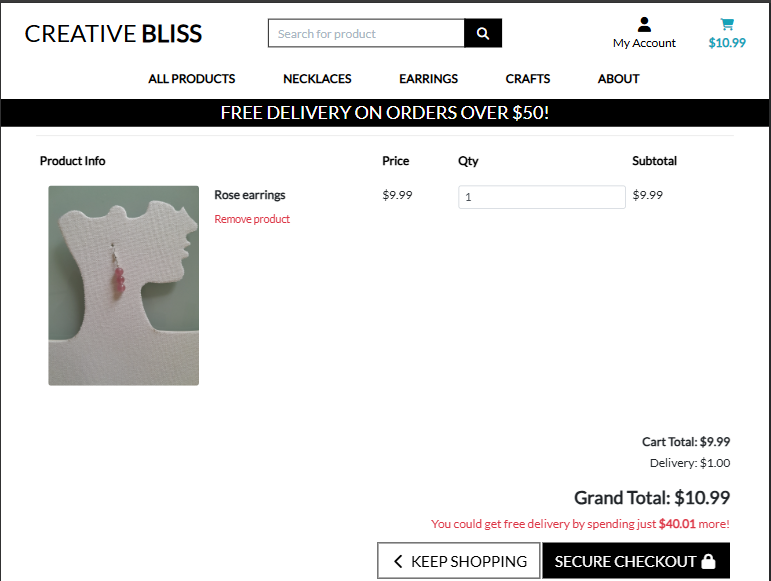 CREATIVE BLISS
Search for product
My Account
$10.99
ALL PRODUCTS NECKLACES EARRINGS CRAFTS ABOUT
FREE DELIVERY ON ORDERS OVER $50!
Product Info Price Qty Subtotal
Rose earrings $9.99 1 $9.99
Remove product
Cart Total: $9.99
Delivery: $1.00
Grand Total: $10.99
You could get free delivery by spending just $40.01 more!
KEEP SHOPPING SECURE CHECKOUT